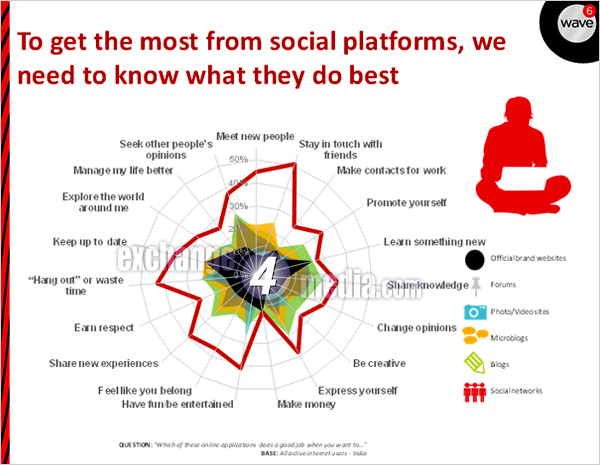 To get the most from social platforms, we
need to know what they do best
wave
6
Meet new people
Stay in touch with
friends
Make contacts for work
Promote yourself
Learn something new
Share knowledge
Change opinions
Be creative
Express yourself
Make money
Have fun/be entertained
Feel like you belong
Share new experiences
Earn respect
“Hang out” or waste
time
Keep up to date
Explore the world
around me
Manage my life better
Seek other people's
opinions
50%
40%
30%
exchange
4
media.com
Official brand websites
Forums
Photo/Video sites
Microblogs
Blogs
Social networks
QUESTION: "Which of these online applications does a good job when you want to..."
BASE: All active internet users - India